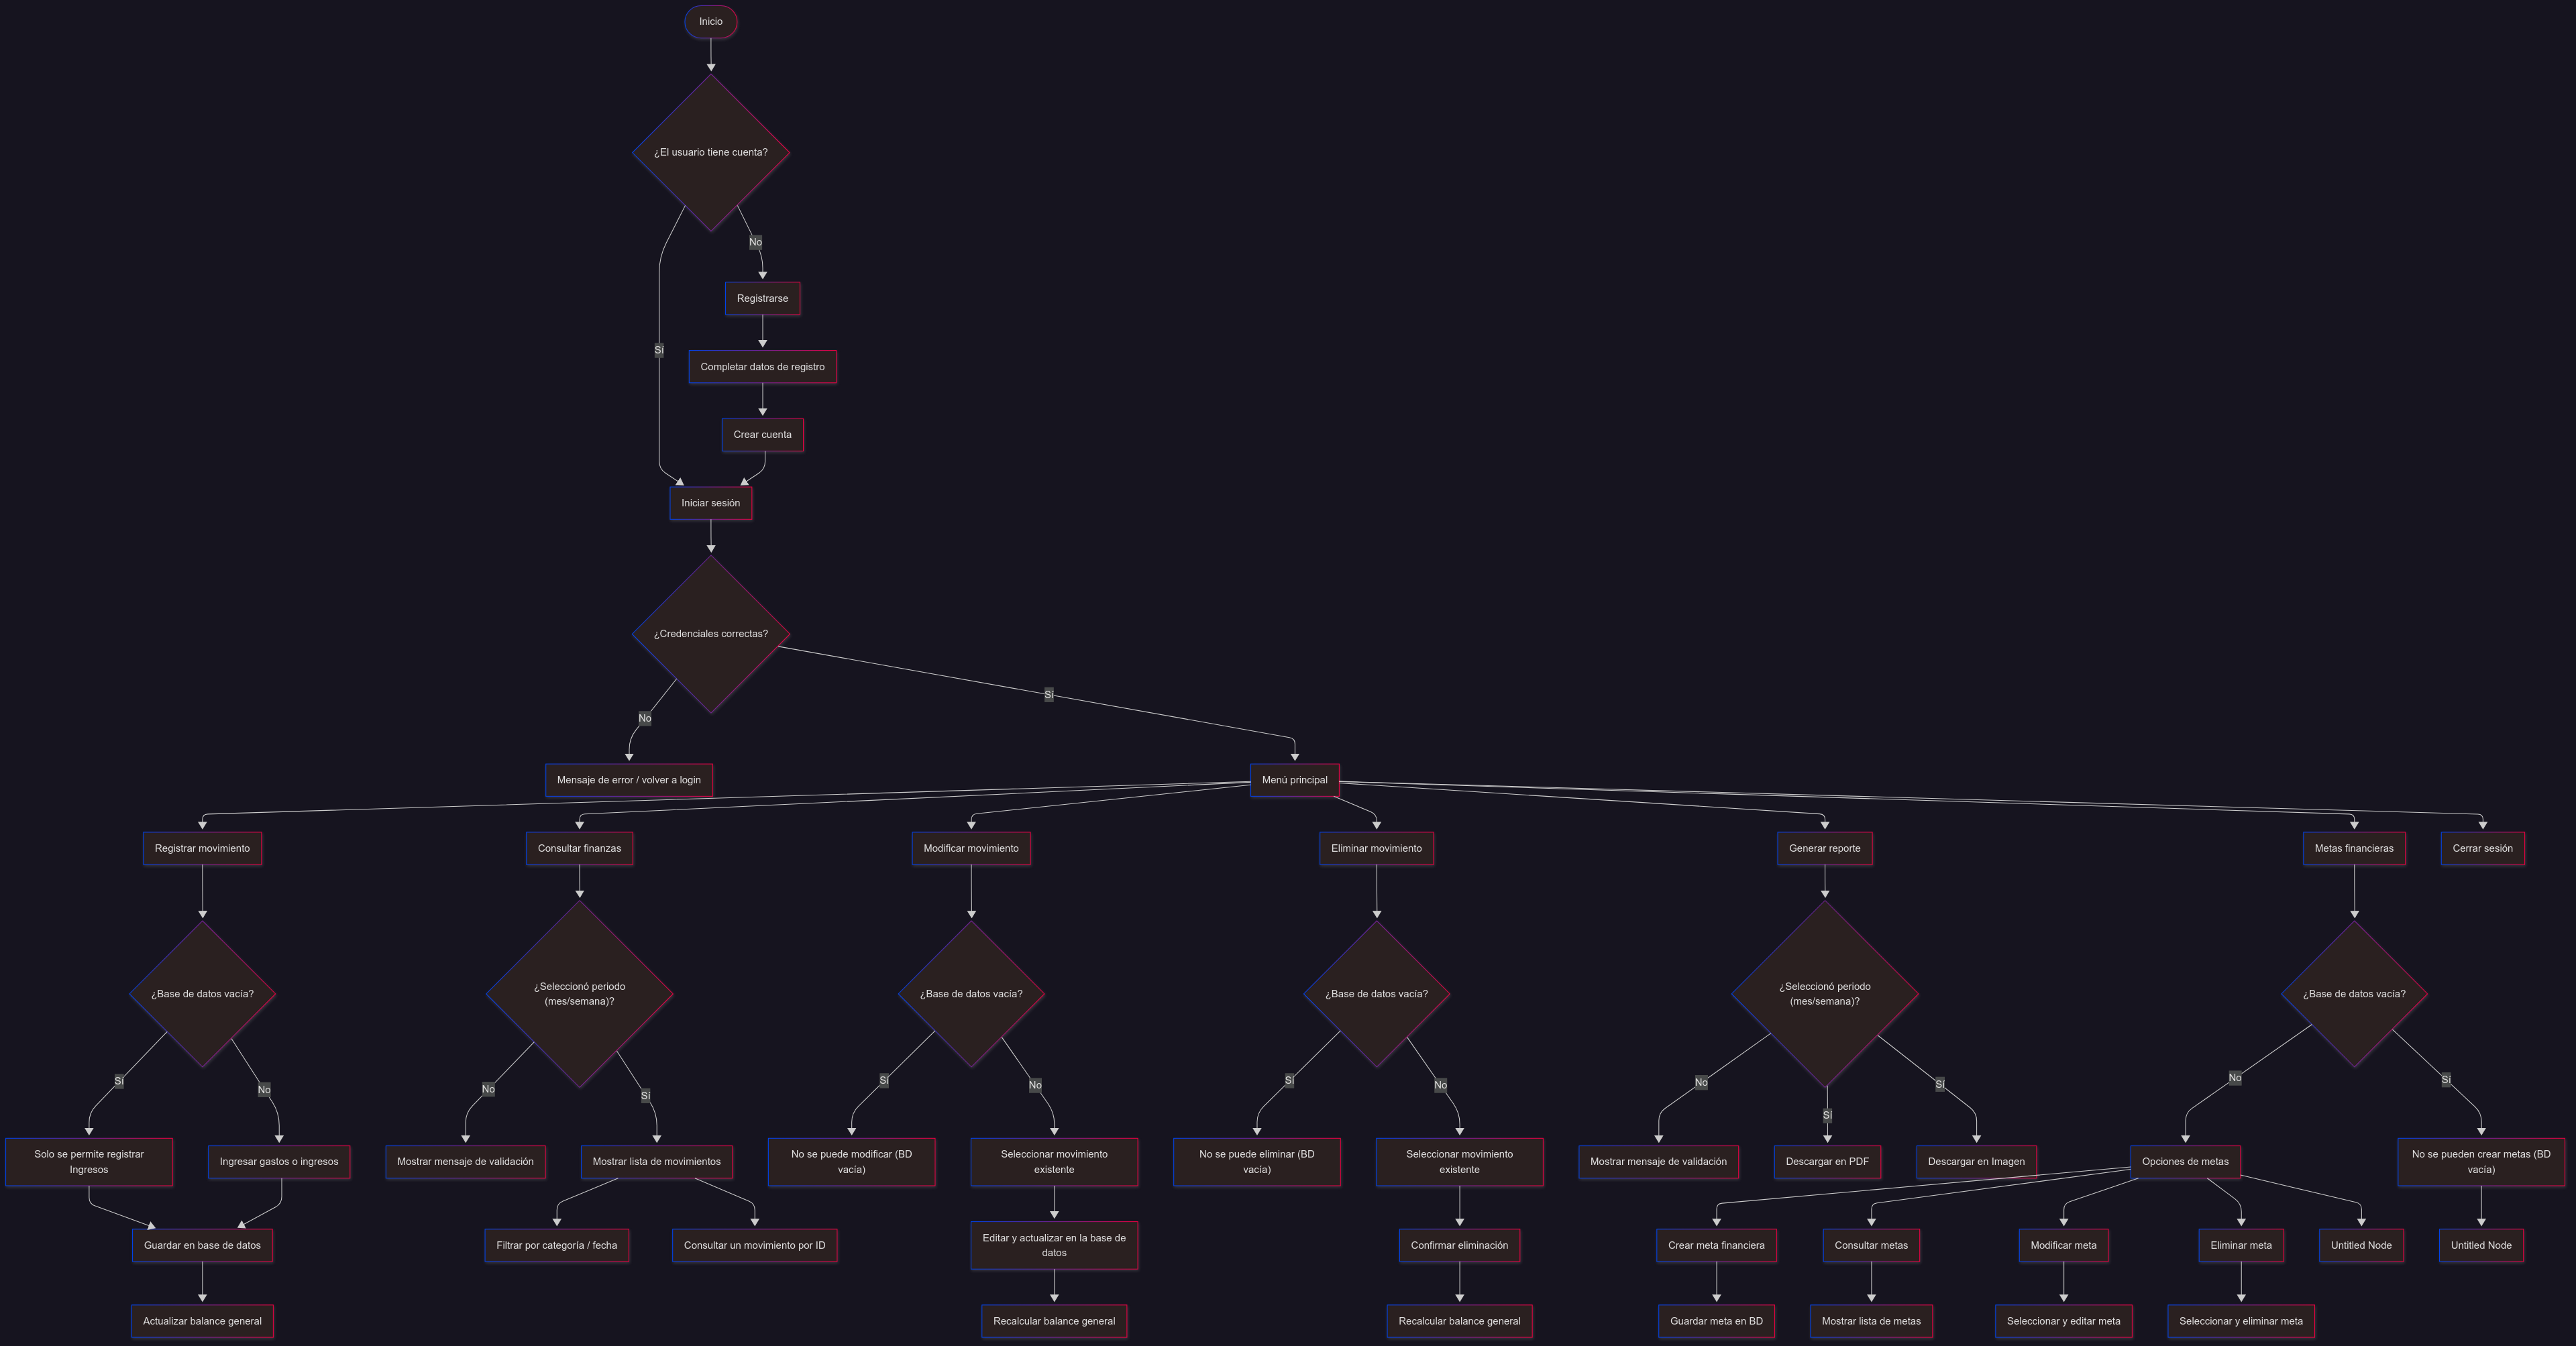 Inicio
¿El usuario tiene cuenta?
No
Registrarse
Sí
Completar datos de registro
Crear cuenta
Iniciar sesión
¿Credenciales correctas?
Sí
No
Mensaje de error / volver a login
Menú principal
Registrar movimiento
Consultar finanzas
Modificar movimiento
Eliminar movimiento
Generar reporte
Metas financieras
Cerrar sesión
¿Base de datos vacía?
¿Seleccionó periodo
(mes/semana)?
¿Base de datos vacía?
¿Base de datos vacía?
¿Seleccionó periodo
(mes/semana)?
¿Base de datos vacía?
Sí
No
No
Sí
Sí
No
Sí
No
No
Sí
Sí
No
Sí
Solo se permite registrar
Ingresos
Ingresar gastos o ingresos
Mostrar mensaje de validación
Mostrar lista de movimientos
No se puede modificar (BD
vacía)
Seleccionar movimiento
existente
No se puede eliminar (BD
vacía)
Seleccionar movimiento
existente
Mostrar mensaje de validación
Descargar en PDF
Descargar en Imagen
Opciones de metas
No se pueden crear metas (BD
vacía)
Guardar en base de datos
Filtrar por categoría / fecha
Consultar un movimiento por ID
Editar y actualizar en la base de
datos
Confirmar eliminación
Crear meta financiera
Consultar metas
Modificar meta
Eliminar meta
Untitled Node
Untitled Node
Actualizar balance general
Recalcular balance general
Recalcular balance general
Guardar meta en BD
Mostrar lista de metas
Seleccionar y editar meta
Seleccionar y eliminar meta